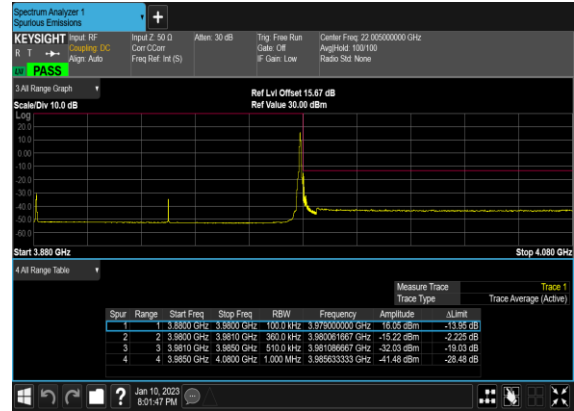 Spectrum Analyzer 1
Spurious Emissions
KEYSIGHT Input: RF Input Z: 50 Ω Atten: 30 dB Trig: Free Run Center Freq: 22.005000000 GHz
R T Coupling: DC Corr CCorr Gate: Off Avg|Hold: 100/100
Align: Auto Freq Ref: Int (S) IF Gain: Low Radio Std: None
PASS
3 All Range Graph
Ref Lvl Offset 15.67 dB
Scale/Div 10.0 dB Ref Value 30.00 dBm
Log
20.0
10.0
0.00
-10.0
-20.0
-30.0
-40.0
-50.0
-60.0
Start 3.880 GHz Stop 4.080 GHz
4 All Range Table
Measure Trace Trace 1
Trace Type Trace Average (Active)
Spur Range Start Freq Stop Freq RBW Frequency Amplitude ΔLimit
1 1 3.8800 GHz 3.9800 GHz 100.0 kHz 3.979000000 GHz 16.05 dBm -13.95 dB
2 2 3.9800 GHz 3.9810 GHz 360.0 kHz 3.980061667 GHz -15.22 dBm -2.225 dB
3 3 3.9810 GHz 3.9850 GHz 510.0 kHz 3.981086667 GHz -32.03 dBm -19.03 dB
4 4 3.9850 GHz 4.0800 GHz 1.000 MHz 3.985633333 GHz -41.48 dBm -28.48 dB
Jan 10, 2023
8:01:47 PM